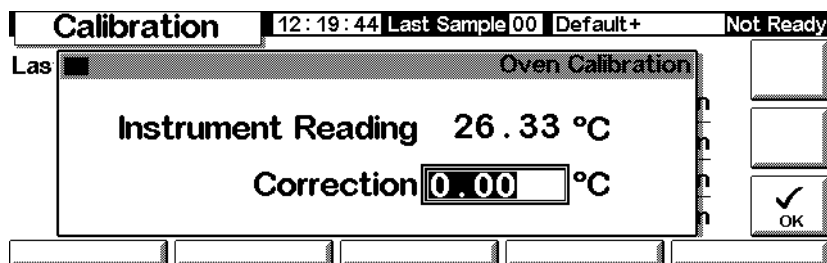 Calibration 12:19:44 Last Sample 00 Default+ Not Ready
Las Oven Calibration
Instrument Reading 26.33 °C
Correction 0.00 °C
OK